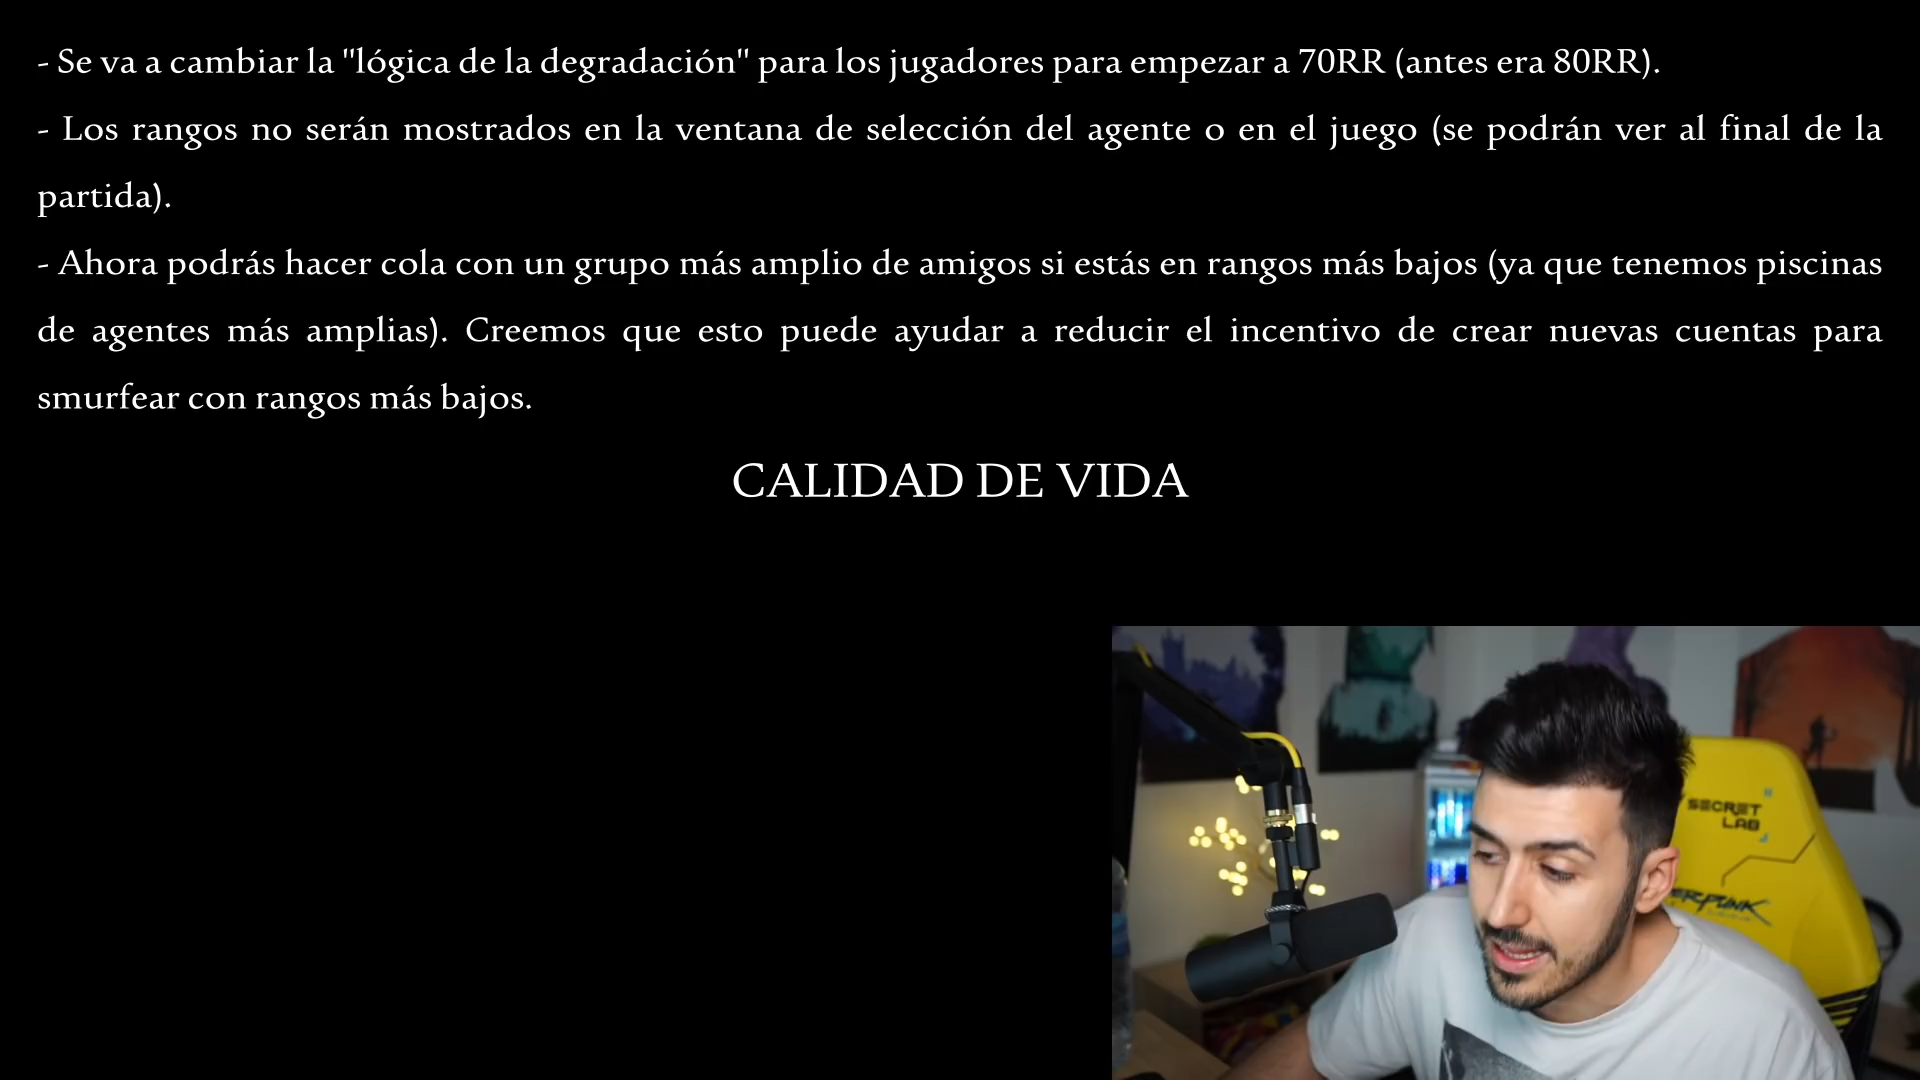 - Se va a cambiar la "lógica de la degradación" para los jugadores para empezar a 70RR (antes era 80RR).
- Los rangos no serán mostrados en la ventana de selección del agente o en el juego (se podrán ver al final de la
partida).
- Ahora podrás hacer cola con un grupo más amplio de amigos si estás en rangos más bajos (ya que tenemos piscinas
de agentes más amplias). Creemos que esto puede ayudar a reducir el incentivo de crear nuevas cuentas para
smurfear con rangos más bajos.
CALIDAD DE VIDA
SECRET
LAB